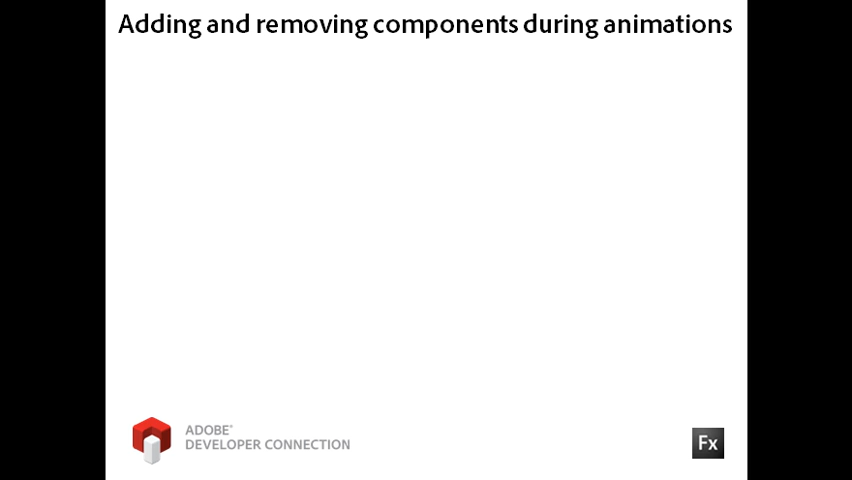 Adding and removing components during animations
ADOBE®
DEVELOPER CONNECTION
Fx